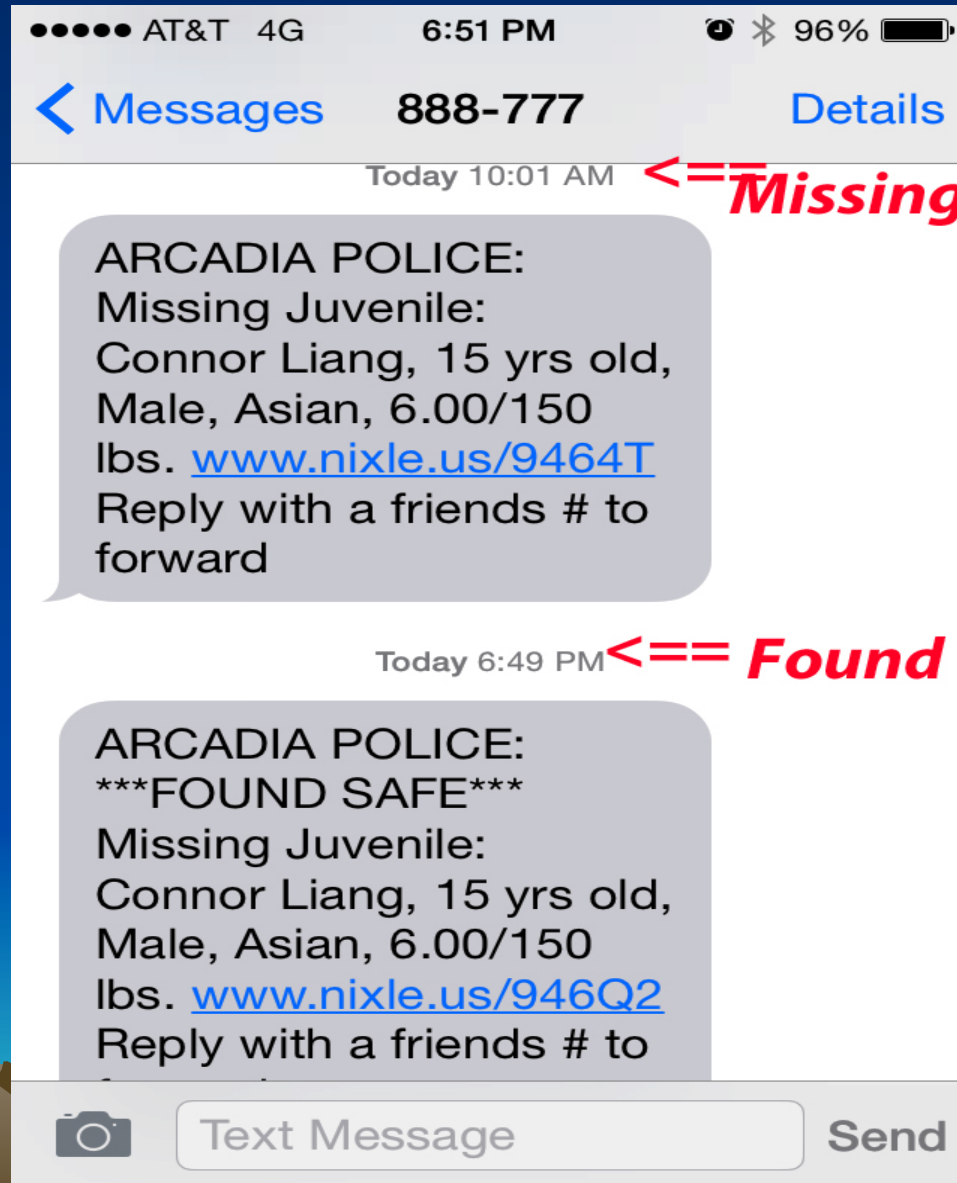 AT&T 4G 6:51 PM 96%
Messages 888-777 Details
Today 10:01 AM <== Missing
ARCADIA POLICE:
Missing Juvenile:
Connor Liang, 15 yrs old,
Male, Asian, 6.00/150
lbs. www.nixle.us/9464T
Reply with a friends # to
forward
Today 6:49 PM <== Found
ARCADIA POLICE:
***FOUND SAFE***
Missing Juvenile:
Connor Liang, 15 yrs old,
Male, Asian, 6.00/150
lbs. www.nixle.us/946Q2
Reply with a friends # to
Text Message Send